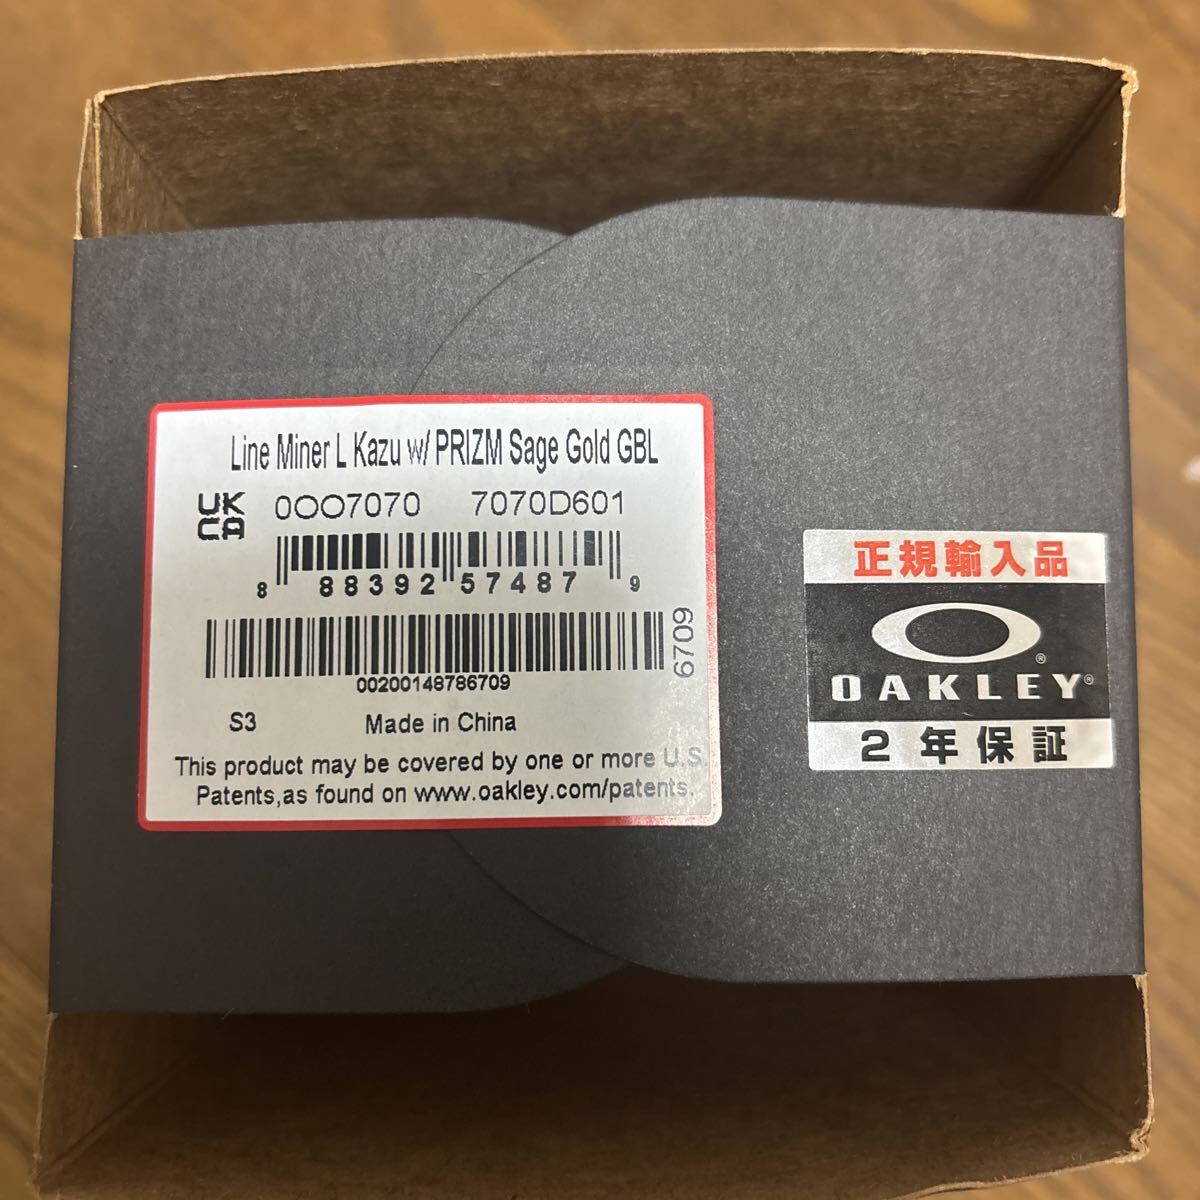 Line Miner L Kazu w/ PRIZM Sage Gold GBL
UK
CA
0OO7070 7070D601
8 88392 57487 9
00200148786709
6709
S3 Made in China
This product may be covered by one or more U.S.
Patents,as found on www.oakley.com/patents.
正規輸入品
®
OAKLEY®
2年保証